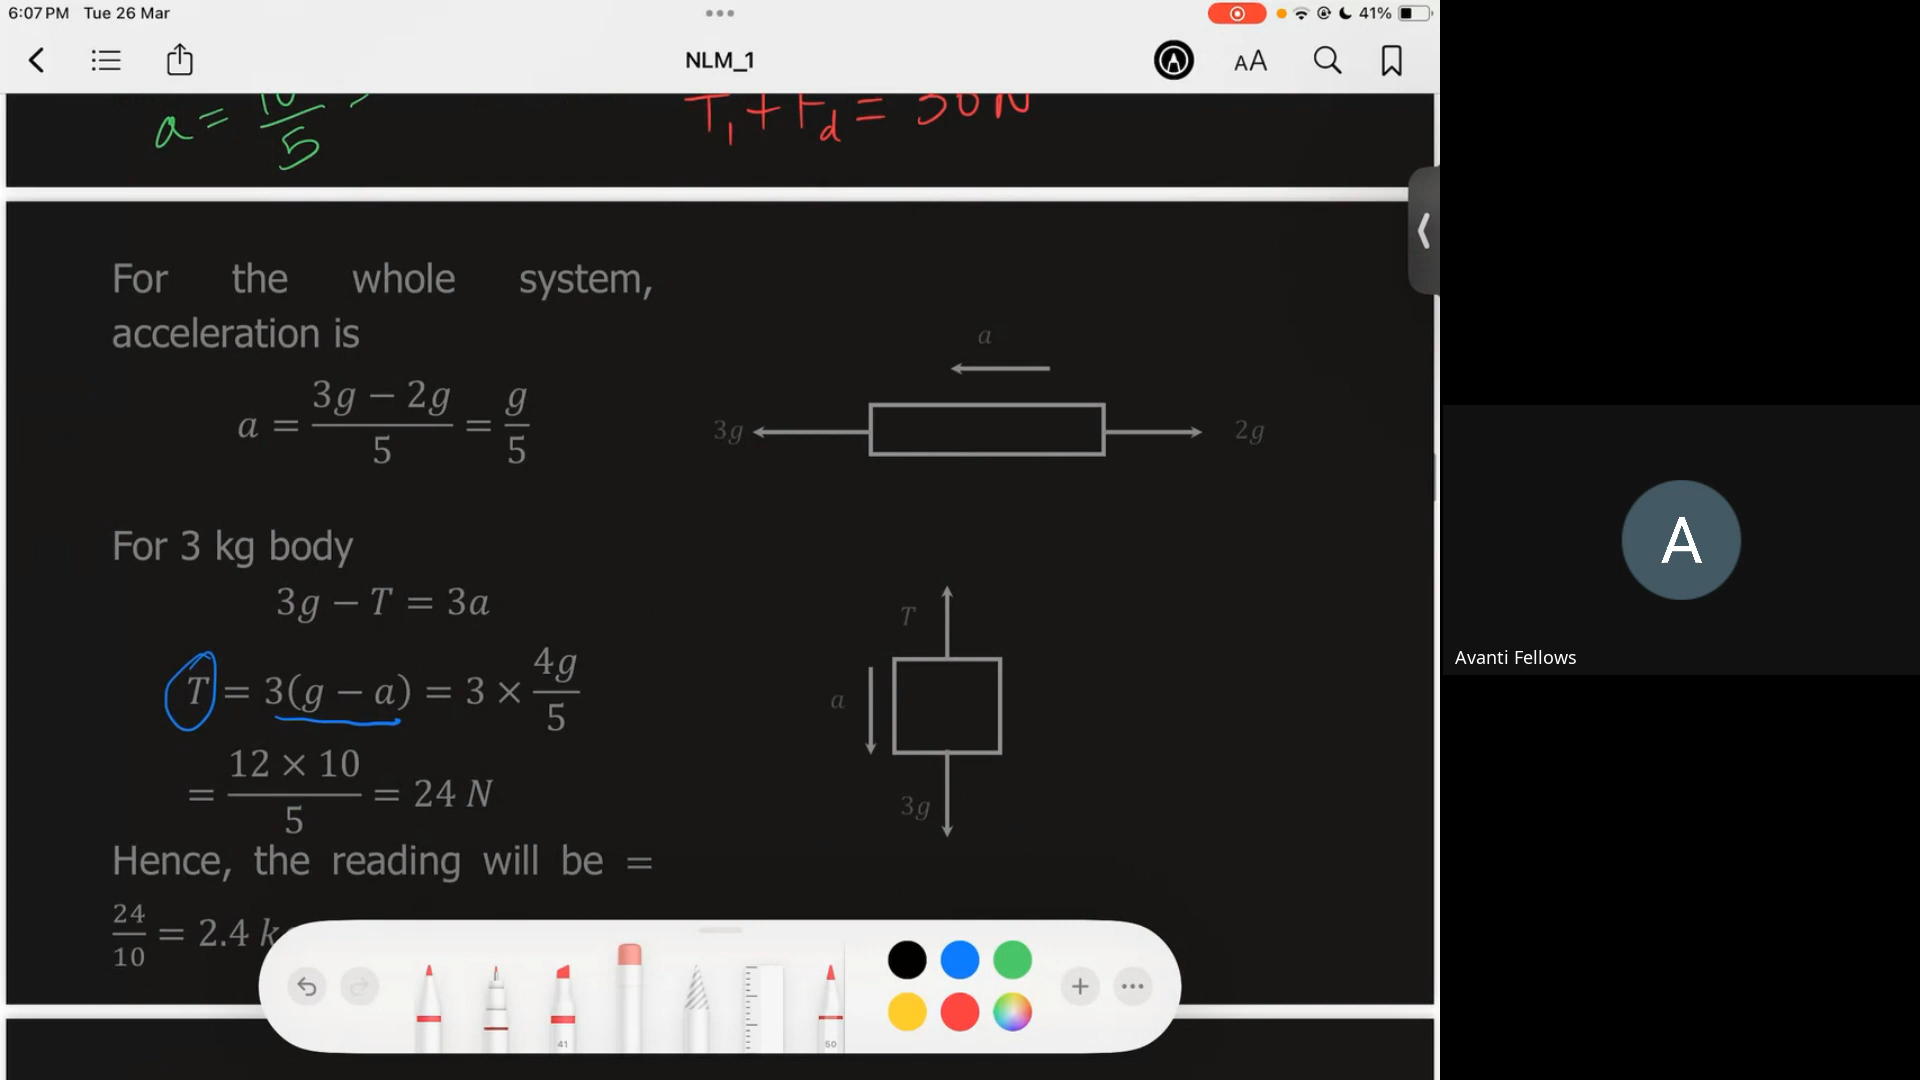 6:07 PM Tue 26 Mar
41%
NLM_1
AA
a = 10/5
T₁ + F_d = 30N
For the whole system,
acceleration is
a = (3g − 2g)/5 = g/5
a
3g
2g
For 3 kg body
3g − T = 3a
T = 3(g − a) = 3 × 4g/5
= (12 × 10)/5 = 24 N
T
a
3g
Hence, the reading will be =
24/10 = 2.4
41
50
A
Avanti Fellows